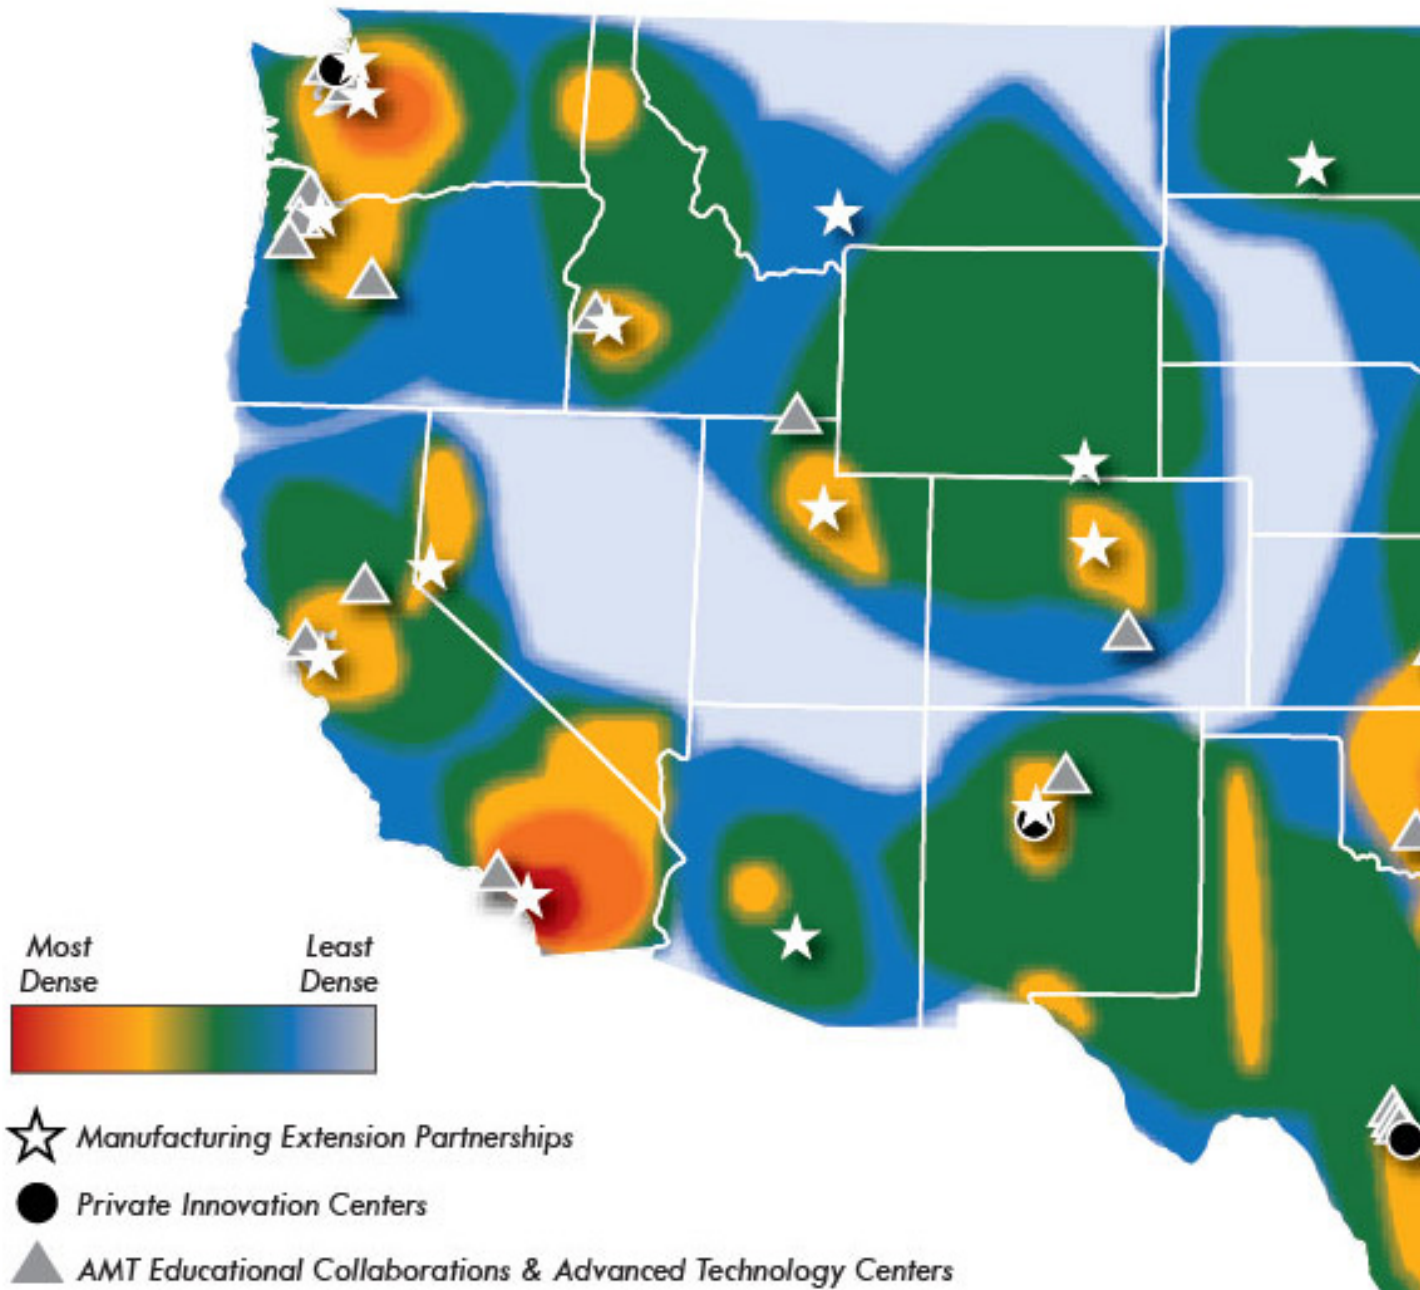 Most
Dense
Least
Dense
Manufacturing Extension Partnerships
Private Innovation Centers
AMT Educational Collaborations & Advanced Technology Centers